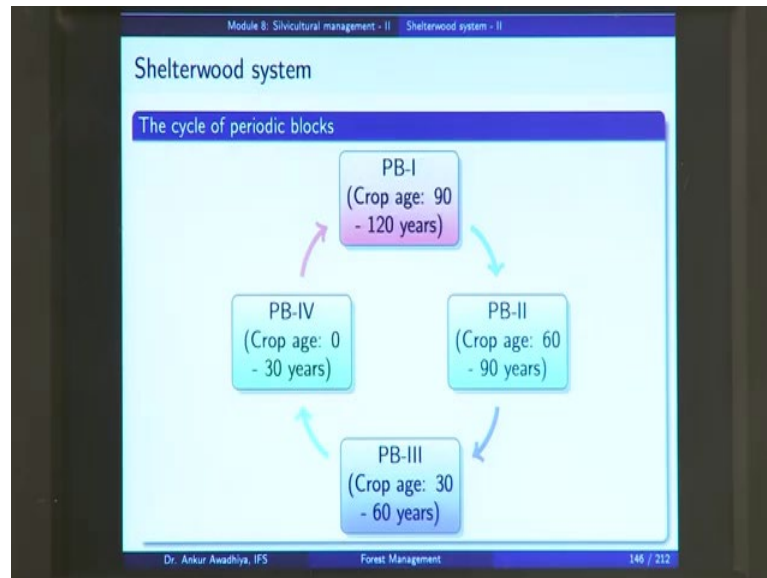 Module 8: Silvicultural management - II Shelterwood system - II
Shelterwood system
The cycle of periodic blocks
PB-I
(Crop age: 90
- 120 years)
PB-IV
(Crop age: 0
- 30 years)
PB-II
(Crop age: 60
- 90 years)
PB-III
(Crop age: 30
- 60 years)
Dr. Ankur Awadhiya, IFS Forest Management 146 / 212